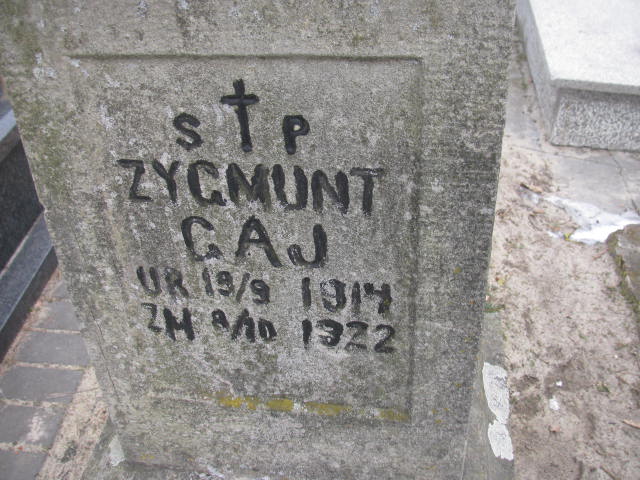 S P
ZYGMUNT
GAJ
UR 19/9 1914
ZM 8/10 1922